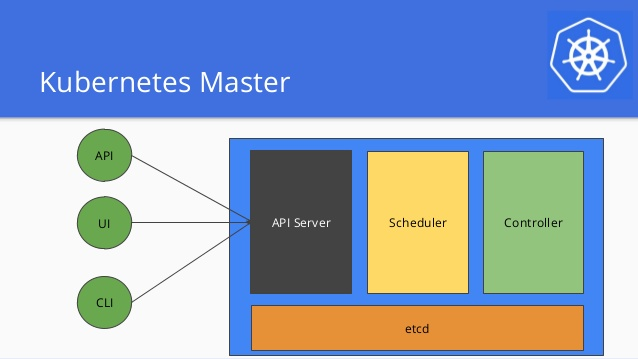 Kubernetes Master
API
UI
CLI
API Server
Scheduler
Controller
etcd